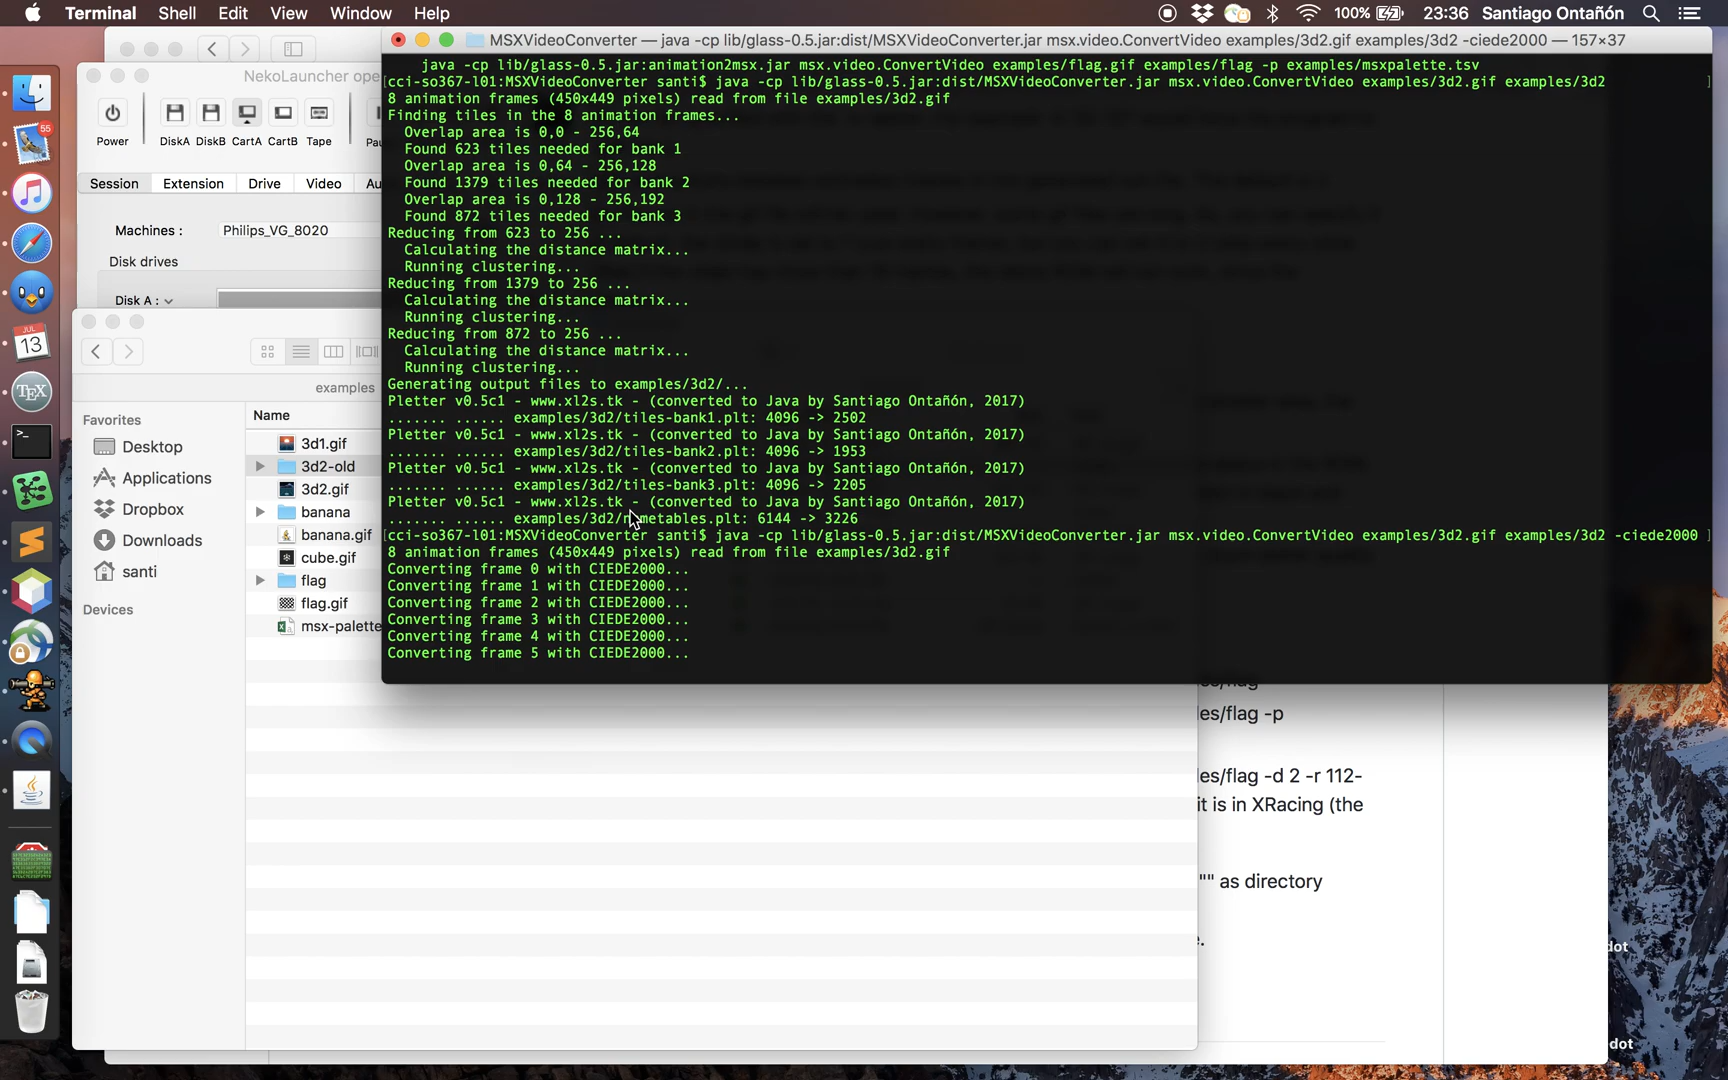 Terminal Shell Edit View Window Help
100% 23:36 Santiago Ontañón
MSXVideoConverter — java -cp lib/glass-0.5.jar:dist/MSXVideoConverter.jar msx.video.ConvertVideo examples/3d2.gif examples/3d2 -ciede2000 — 157×37
java -cp lib/glass-0.5.jar:animation2msx.jar msx.video.ConvertVideo examples/flag.gif examples/flag -p examples/msxpalette.tsv
[cci-so367-l01:MSXVideoConverter santi$ java -cp lib/glass-0.5.jar:dist/MSXVideoConverter.jar msx.video.ConvertVideo examples/3d2.gif examples/3d2 ]
8 animation frames (450x449 pixels) read from file examples/3d2.gif
Finding tiles in the 8 animation frames...
Overlap area is 0,0 - 256,64
Found 623 tiles needed for bank 1
Overlap area is 0,64 - 256,128
Found 1379 tiles needed for bank 2
Overlap area is 0,128 - 256,192
Found 872 tiles needed for bank 3
Reducing from 623 to 256 ...
Calculating the distance matrix...
Running clustering...
Reducing from 1379 to 256 ...
Calculating the distance matrix...
Running clustering...
Reducing from 872 to 256 ...
Calculating the distance matrix...
Running clustering...
Generating output files to examples/3d2/...
Pletter v0.5c1 - www.xl2s.tk - (converted to Java by Santiago Ontañón, 2017)
....... ...... examples/3d2/tiles-bank1.plt: 4096 -> 2502
Pletter v0.5c1 - www.xl2s.tk - (converted to Java by Santiago Ontañón, 2017)
....... ...... examples/3d2/tiles-bank2.plt: 4096 -> 1953
Pletter v0.5c1 - www.xl2s.tk - (converted to Java by Santiago Ontañón, 2017)
....... ...... examples/3d2/tiles-bank3.plt: 4096 -> 2205
Pletter v0.5c1 - www.xl2s.tk - (converted to Java by Santiago Ontañón, 2017)
....... ...... examples/3d2/nametables.plt: 6144 -> 3226
[cci-so367-l01:MSXVideoConverter santi$ java -cp lib/glass-0.5.jar:dist/MSXVideoConverter.jar msx.video.ConvertVideo examples/3d2.gif examples/3d2 -ciede2000 ]
8 animation frames (450x449 pixels) read from file examples/3d2.gif
Converting frame 0 with CIEDE2000...
Converting frame 1 with CIEDE2000...
Converting frame 2 with CIEDE2000...
Converting frame 3 with CIEDE2000...
Converting frame 4 with CIEDE2000...
Converting frame 5 with CIEDE2000...
NekoLauncher ope
Power DiskA DiskB CartA CartB Tape Pau
Session Extension Drive Video Au
Machines : Philips_VG_8020
Disk drives
Disk A :
examples
Favorites
Desktop
Applications
Dropbox
Downloads
santi
Devices
Name
3d1.gif
3d2-old
3d2.gif
banana
banana.gif
cube.gif
flag
flag.gif
msx-palette
55
JUL
13
TEX
es/flag -p
es/flag -d 2 -r 112-
it is in XRacing (the
"" as directory
e.
dot
dot